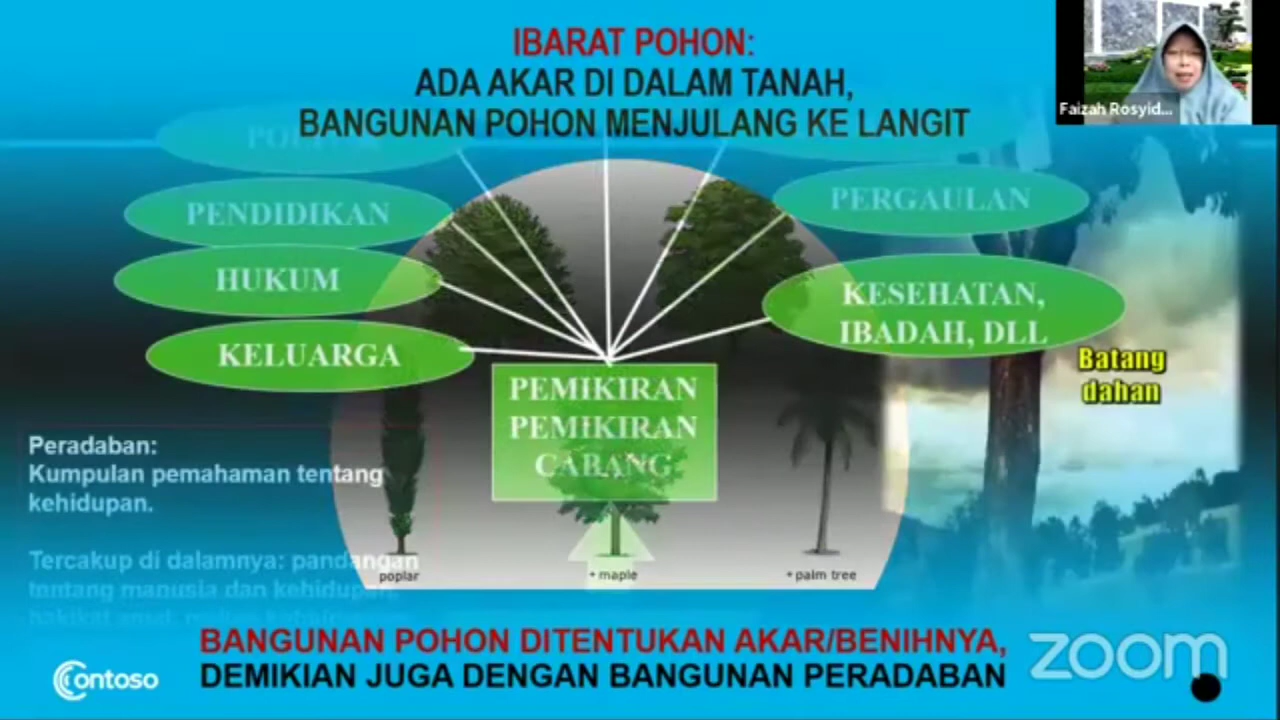 IBARAT POHON:
ADA AKAR DI DALAM TANAH,
BANGUNAN POHON MENJULANG KE LANGIT
Faizah Rosyid...
PENDIDIKAN
PERGAULAN
HUKUM
KESEHATAN,
IBADAH, DLL
KELUARGA
Batang
dahan
PEMIKIRAN
PEMIKIRAN
CABANG
Peradaban:
Kumpulan pemahaman tentang
kehidupan.
Tercakup di dalamnya: pandangan
tentang manusia dan kehidupan,
poplar
+ maple
+ palm tree
BANGUNAN POHON DITENTUKAN AKAR/BENIHNYA,
DEMIKIAN JUGA DENGAN BANGUNAN PERADABAN
Contoso
zoom